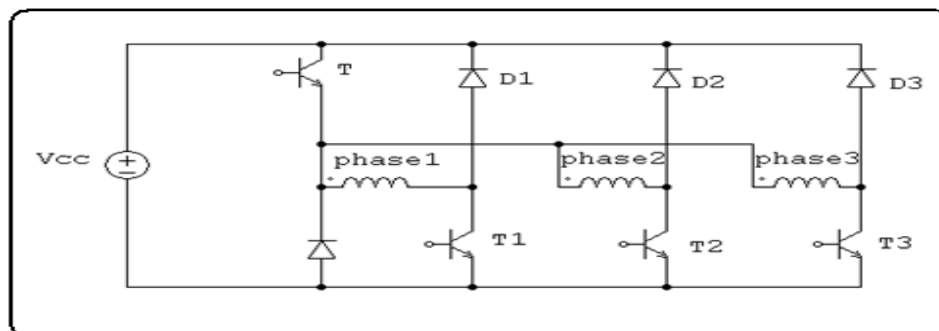 T
D1
D2
D3
Vcc
phase1
phase2
phase3
T1
T2
T3